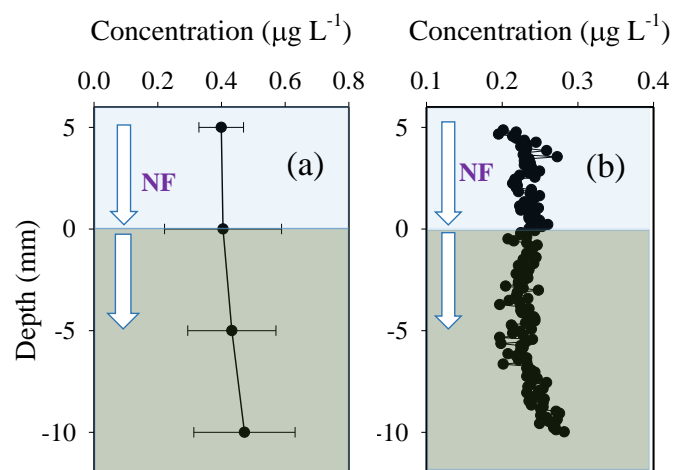 Concentration (µg L-1) Concentration (µg L-1)
0.0 0.2 0.4 0.6 0.8 0.1 0.2 0.3 0.4
5 (a) 5 (b)
NF NF
0 0
Depth (mm)
-5 -5
-10 -10